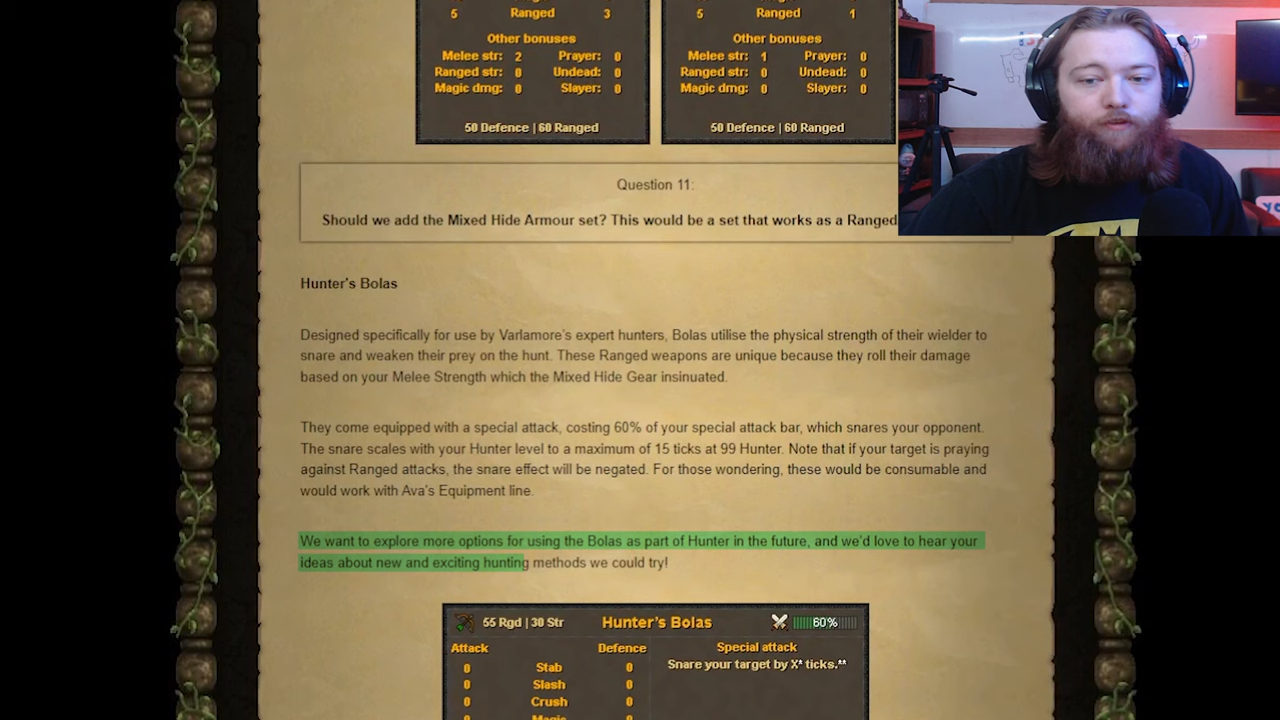 5 Ranged 3
5 Ranged 1
Other bonuses
Other bonuses
Melee str: 2 Prayer: 0
Melee str: 1 Prayer: 0
Ranged str: 0 Undead: 0
Ranged str: 0 Undead: 0
Magic dmg: 0 Slayer: 0
Magic dmg: 0 Slayer: 0
50 Defence | 60 Ranged
50 Defence | 60 Ranged
Question 11:
Should we add the Mixed Hide Armour set? This would be a set that works as a Ranged
Hunter's Bolas
Designed specifically for use by Varlamore's expert hunters, Bolas utilise the physical strength of their wielder to
snare and weaken their prey on the hunt. These Ranged weapons are unique because they roll their damage
based on your Melee Strength which the Mixed Hide Gear insinuated.
They come equipped with a special attack, costing 60% of your special attack bar, which snares your opponent.
The snare scales with your Hunter level to a maximum of 15 ticks at 99 Hunter. Note that if your target is praying
against Ranged attacks, the snare effect will be negated. For those wondering, these would be consumable and
would work with Ava's Equipment line.
We want to explore more options for using the Bolas as part of Hunter in the future, and we'd love to hear your
ideas about new and exciting hunting methods we could try!
55 Rgd | 30 Str Hunter's Bolas 60%
Attack Defence Special attack
0 Stab 0 Snare your target by X* ticks.**
0 Slash 0
0 Crush 0
Magic